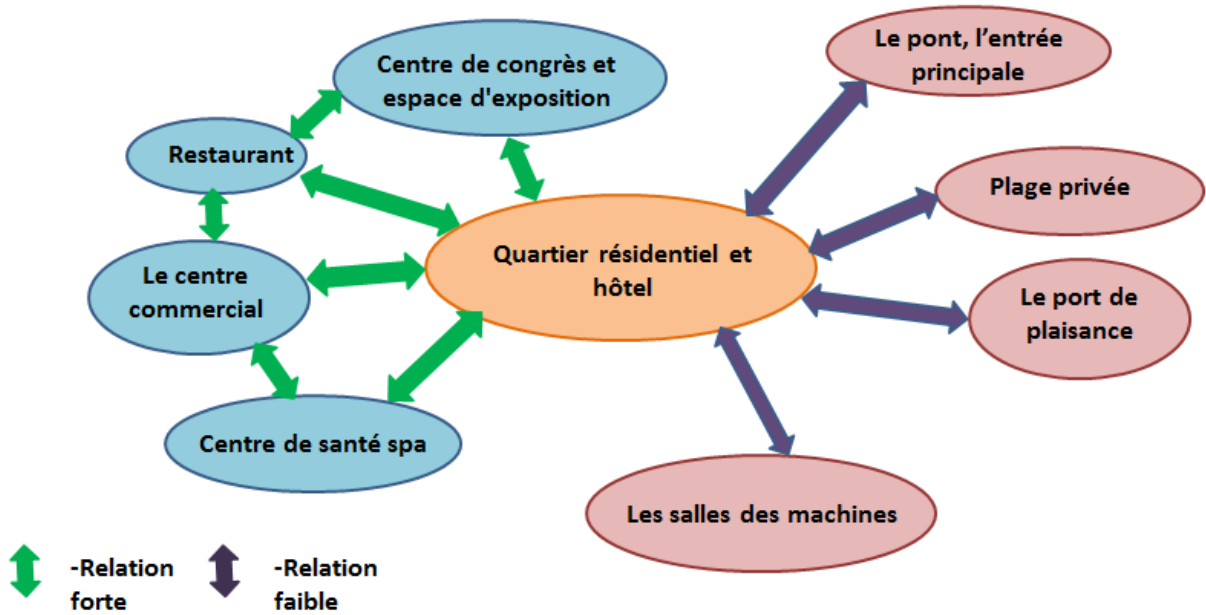 Le pont, l’entrée
principale
Centre de congrès et
espace d'exposition
Restaurant
Plage privée
Quartier résidentiel et
hôtel
Le centre
commercial
Le port de
plaisance
Centre de santé spa
Les salles des machines
-Relation
forte
-Relation
faible